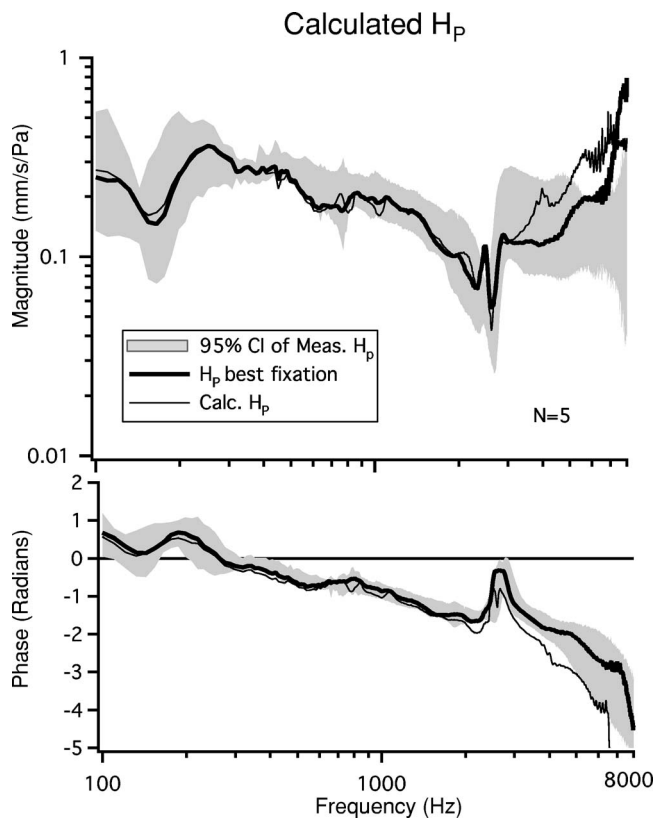 Calculated H_P
Magnitude (mm/s/Pa)
1
0.1
0.01
95% CI of Meas. H_p
H_P best fixation
Calc. H_P
N=5
Phase (Radians)
2
1
0
-1
-2
-3
-4
-5
100
1000
8000
Frequency (Hz)